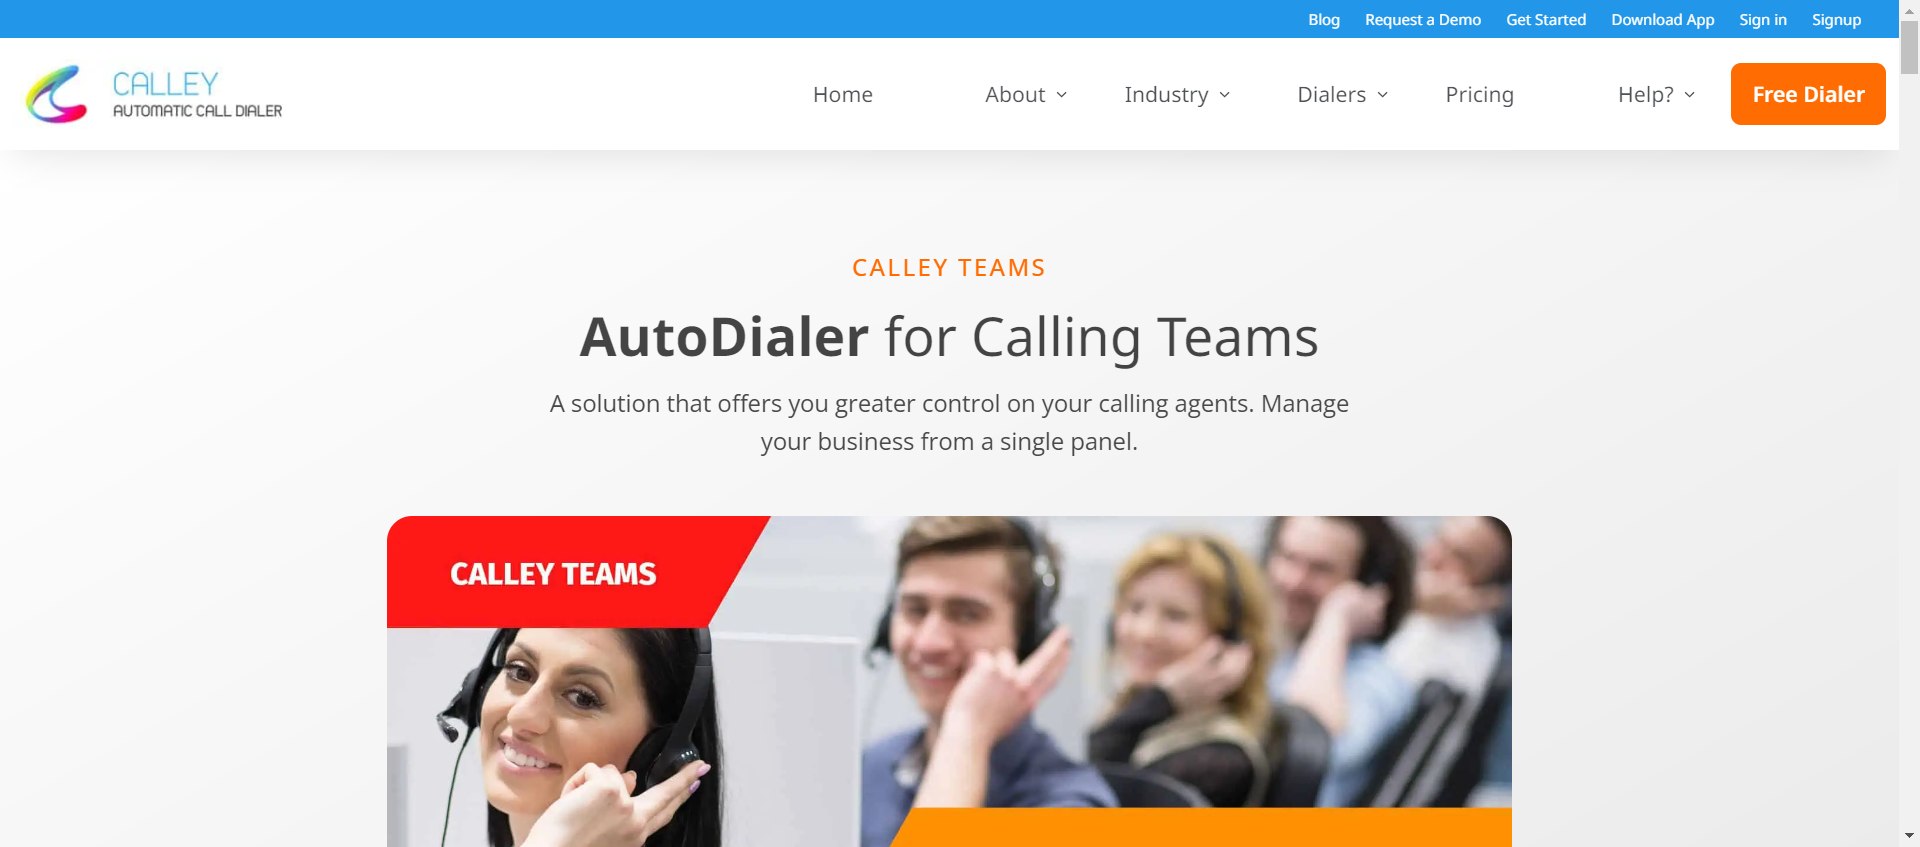 Blog Request a Demo Get Started Download App Sign in Signup
CALLEY
AUTOMATIC CALL DIALER
Home About Industry Dialers Pricing Help? Free Dialer
CALLEY TEAMS
AutoDialer for Calling Teams
A solution that offers you greater control on your calling agents. Manage
your business from a single panel.
CALLEY TEAMS